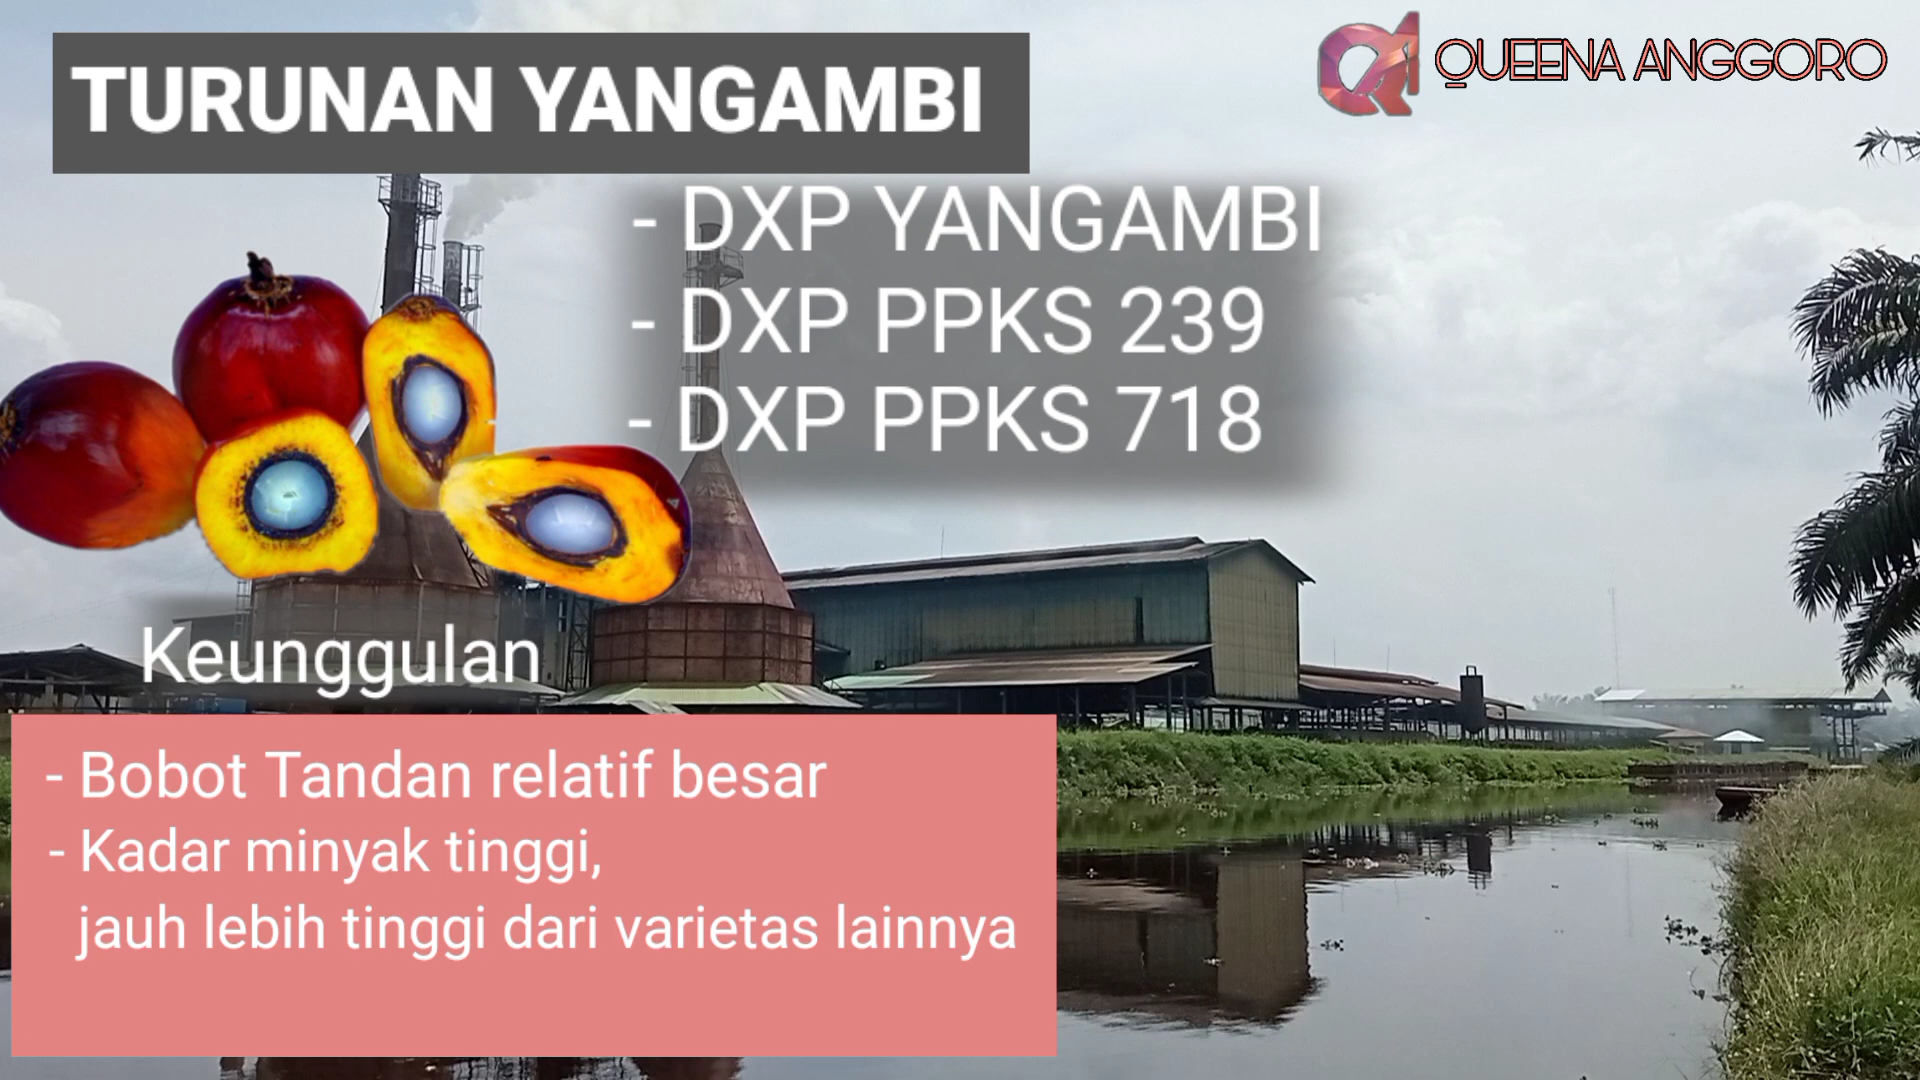 TURUNAN YANGAMBI
QUEENA ANGGORO
- DXP YANGAMBI
- DXP PPKS 239
- DXP PPKS 718
Keunggulan
- Bobot Tandan relatif besar
- Kadar minyak tinggi,
jauh lebih tinggi dari varietas lainnya